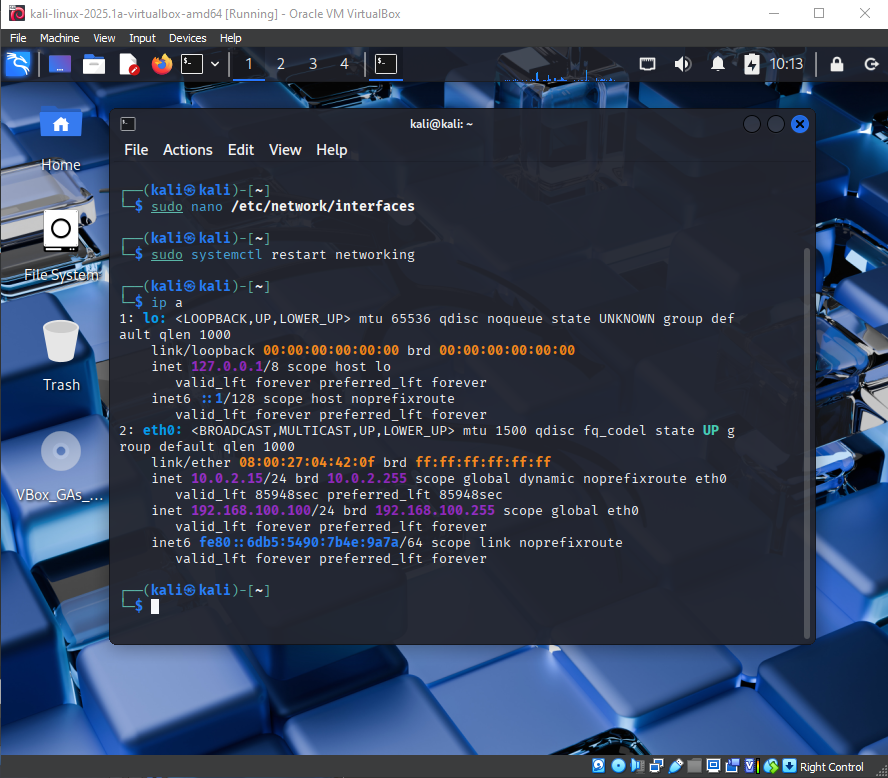 kali-linux-2025.1a-virtualbox-amd64 [Running] - Oracle VM VirtualBox
File Machine View Input Devices Help
1 2 3 4 10:13
kali@kali: ~
File Actions Edit View Help
Home
File System
Trash
VBox_GAs_...
┌──(kali㉿kali)-[~]
└─$ sudo nano /etc/network/interfaces
┌──(kali㉿kali)-[~]
└─$ sudo systemctl restart networking
┌──(kali㉿kali)-[~]
└─$ ip a
1: lo: <LOOPBACK,UP,LOWER_UP> mtu 65536 qdisc noqueue state UNKNOWN group def
ault qlen 1000
link/loopback 00:00:00:00:00:00 brd 00:00:00:00:00:00
inet 127.0.0.1/8 scope host lo
valid_lft forever preferred_lft forever
inet6 ::1/128 scope host noprefixroute
valid_lft forever preferred_lft forever
2: eth0: <BROADCAST,MULTICAST,UP,LOWER_UP> mtu 1500 qdisc fq_codel state UP g
roup default qlen 1000
link/ether 08:00:27:04:42:0f brd ff:ff:ff:ff:ff:ff
inet 10.0.2.15/24 brd 10.0.2.255 scope global dynamic noprefixroute eth0
valid_lft 85948sec preferred_lft 85948sec
inet 192.168.100.100/24 brd 192.168.100.255 scope global eth0
valid_lft forever preferred_lft forever
inet6 fe80::6db5:5490:7b4e:9a7a/64 scope link noprefixroute
valid_lft forever preferred_lft forever
┌──(kali㉿kali)-[~]
└─$
Right Control